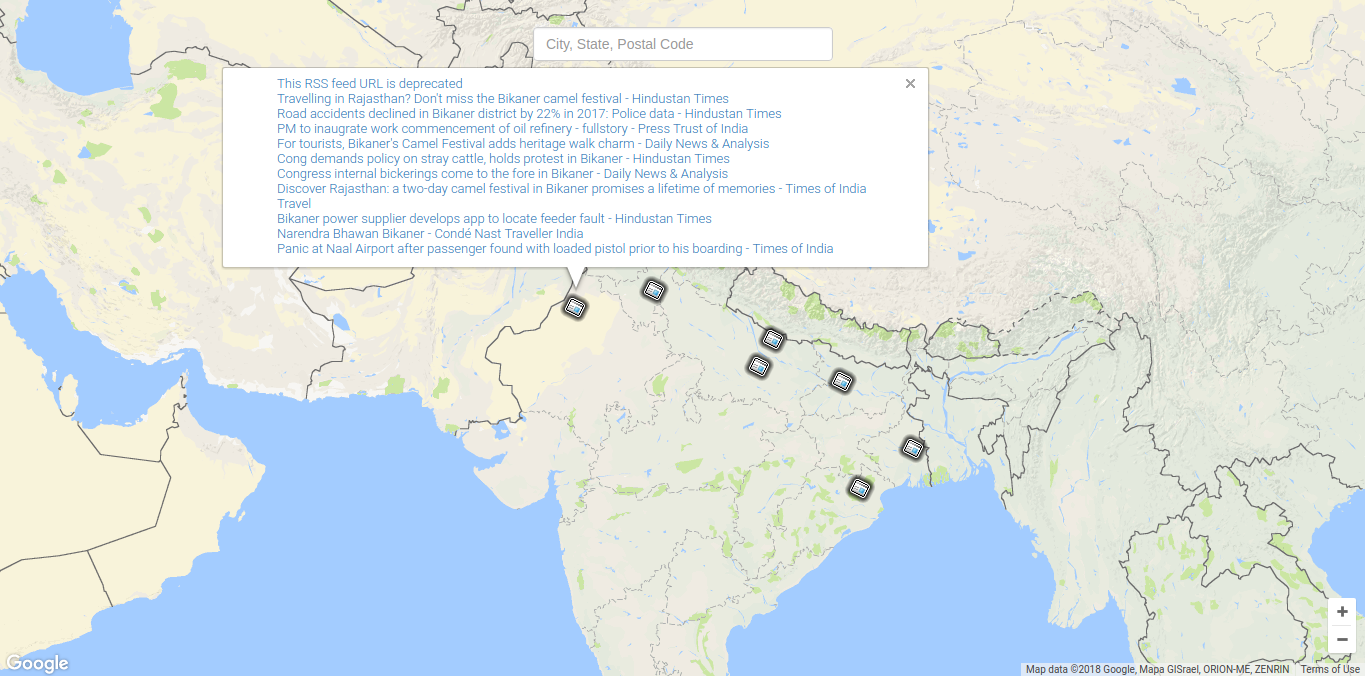 City, State, Postal Code
This RSS feed URL is deprecated
Travelling in Rajasthan? Don't miss the Bikaner camel festival - Hindustan Times
Road accidents declined in Bikaner district by 22% in 2017: Police data - Hindustan Times
PM to inaugrate work commencement of oil refinery - fullstory - Press Trust of India
For tourists, Bikaner's Camel Festival adds heritage walk charm - Daily News & Analysis
Cong demands policy on stray cattle, holds protest in Bikaner - Hindustan Times
Congress internal bickerings come to the fore in Bikaner - Daily News & Analysis
Discover Rajasthan: a two-day camel festival in Bikaner promises a lifetime of memories - Times of India
Travel
Bikaner power supplier develops app to locate feeder fault - Hindustan Times
Narendra Bhawan Bikaner - Condé Nast Traveller India
Panic at Naal Airport after passenger found with loaded pistol prior to his boarding - Times of India
Google
Map data ©2018 Google, Mapa GISrael, ORION-ME, ZENRIN Terms of Use